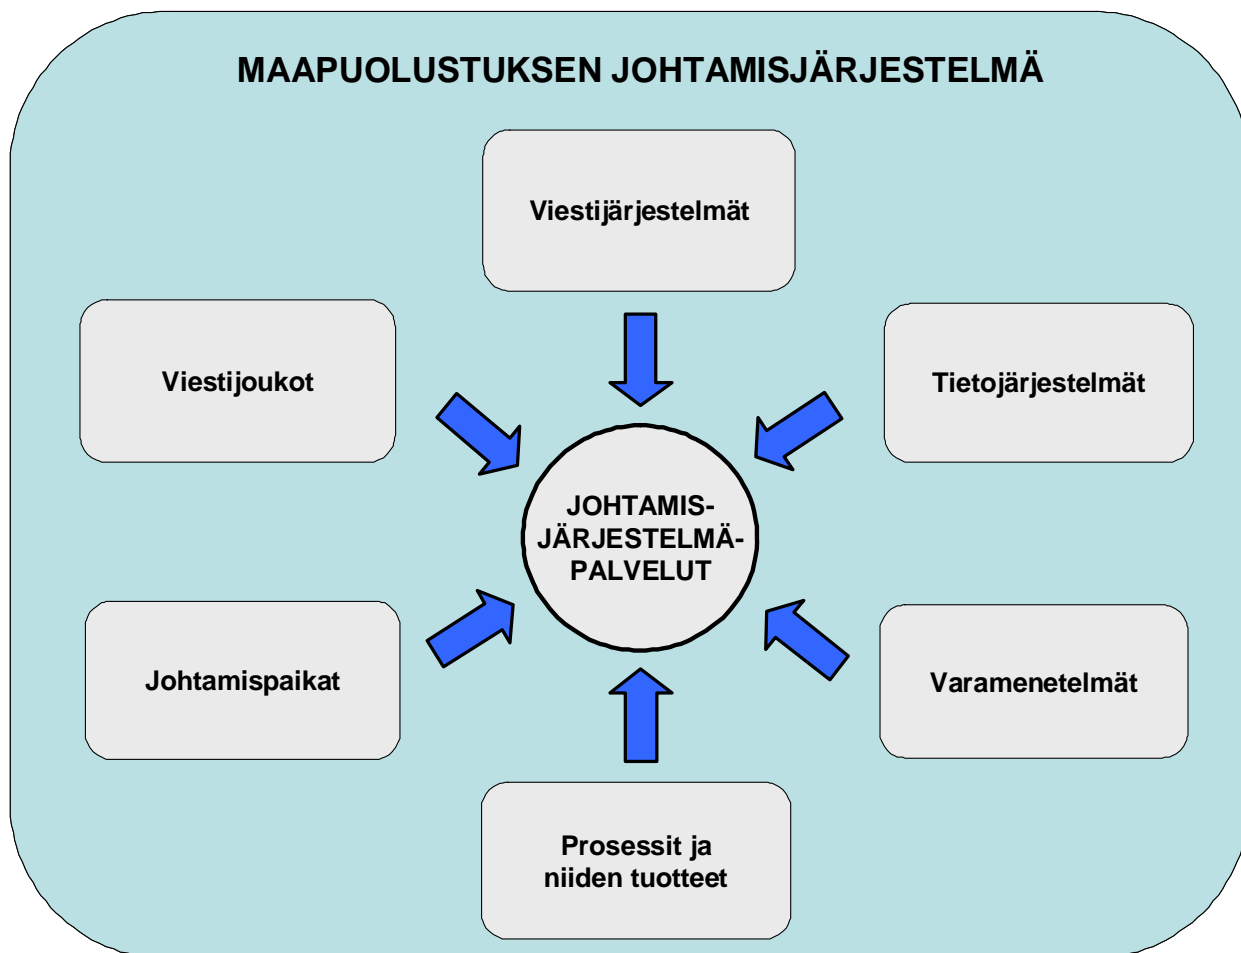 MAAPUOLUSTUKSEN JOHTAMISJÄRJESTELMÄ
Viestijärjestelmät
Viestijoukot
Tietojärjestelmät
JOHTAMIS-
JÄRJESTELMÄ-
PALVELUT
Johtamispaikat
Varamenetelmät
Prosessit ja
niiden tuotteet